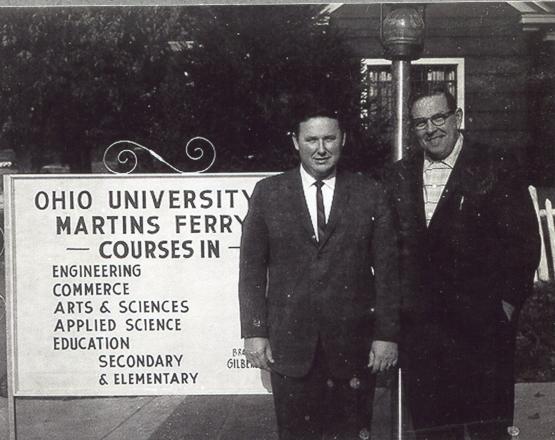 OHIO UNIVERSITY
MARTINS FERRY
— COURSES IN —
ENGINEERING
COMMERCE
ARTS & SCIENCES
APPLIED SCIENCE
EDUCATION
SECONDARY
& ELEMENTARY